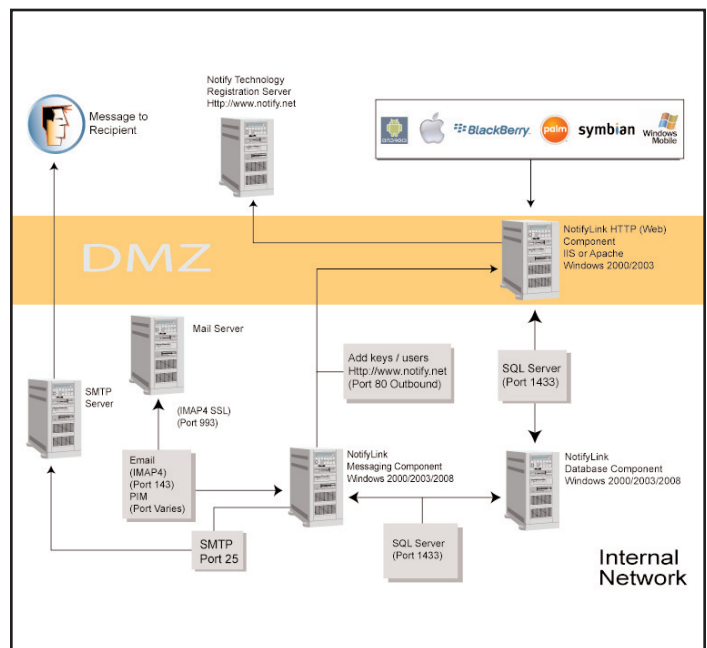 Notify Technology
Registration Server
Http://www.notify.net
Message to
Recipient
ANDROID
BlackBerry.
palm
symbian
Windows
Mobile
DMZ
NotifyLink HTTP (Web)
Component
IIS or Apache
Windows 2000/2003
Mail Server
SMTP
Server
(IMAP4 SSL)
(Port 993)
Add keys / users
Http://www.notify.net
(Port 80 Outbound)
SQL Server
(Port 1433)
Email
(IMAP4)
(Port 143)
PIM
(Port Varies)
NotifyLink
Messaging Component
Windows 2000/2003/2008
NotifyLink
Database Component
Windows 2000/2003/2008
SMTP
Port 25
SQL Server
(Port 1433)
Internal
Network